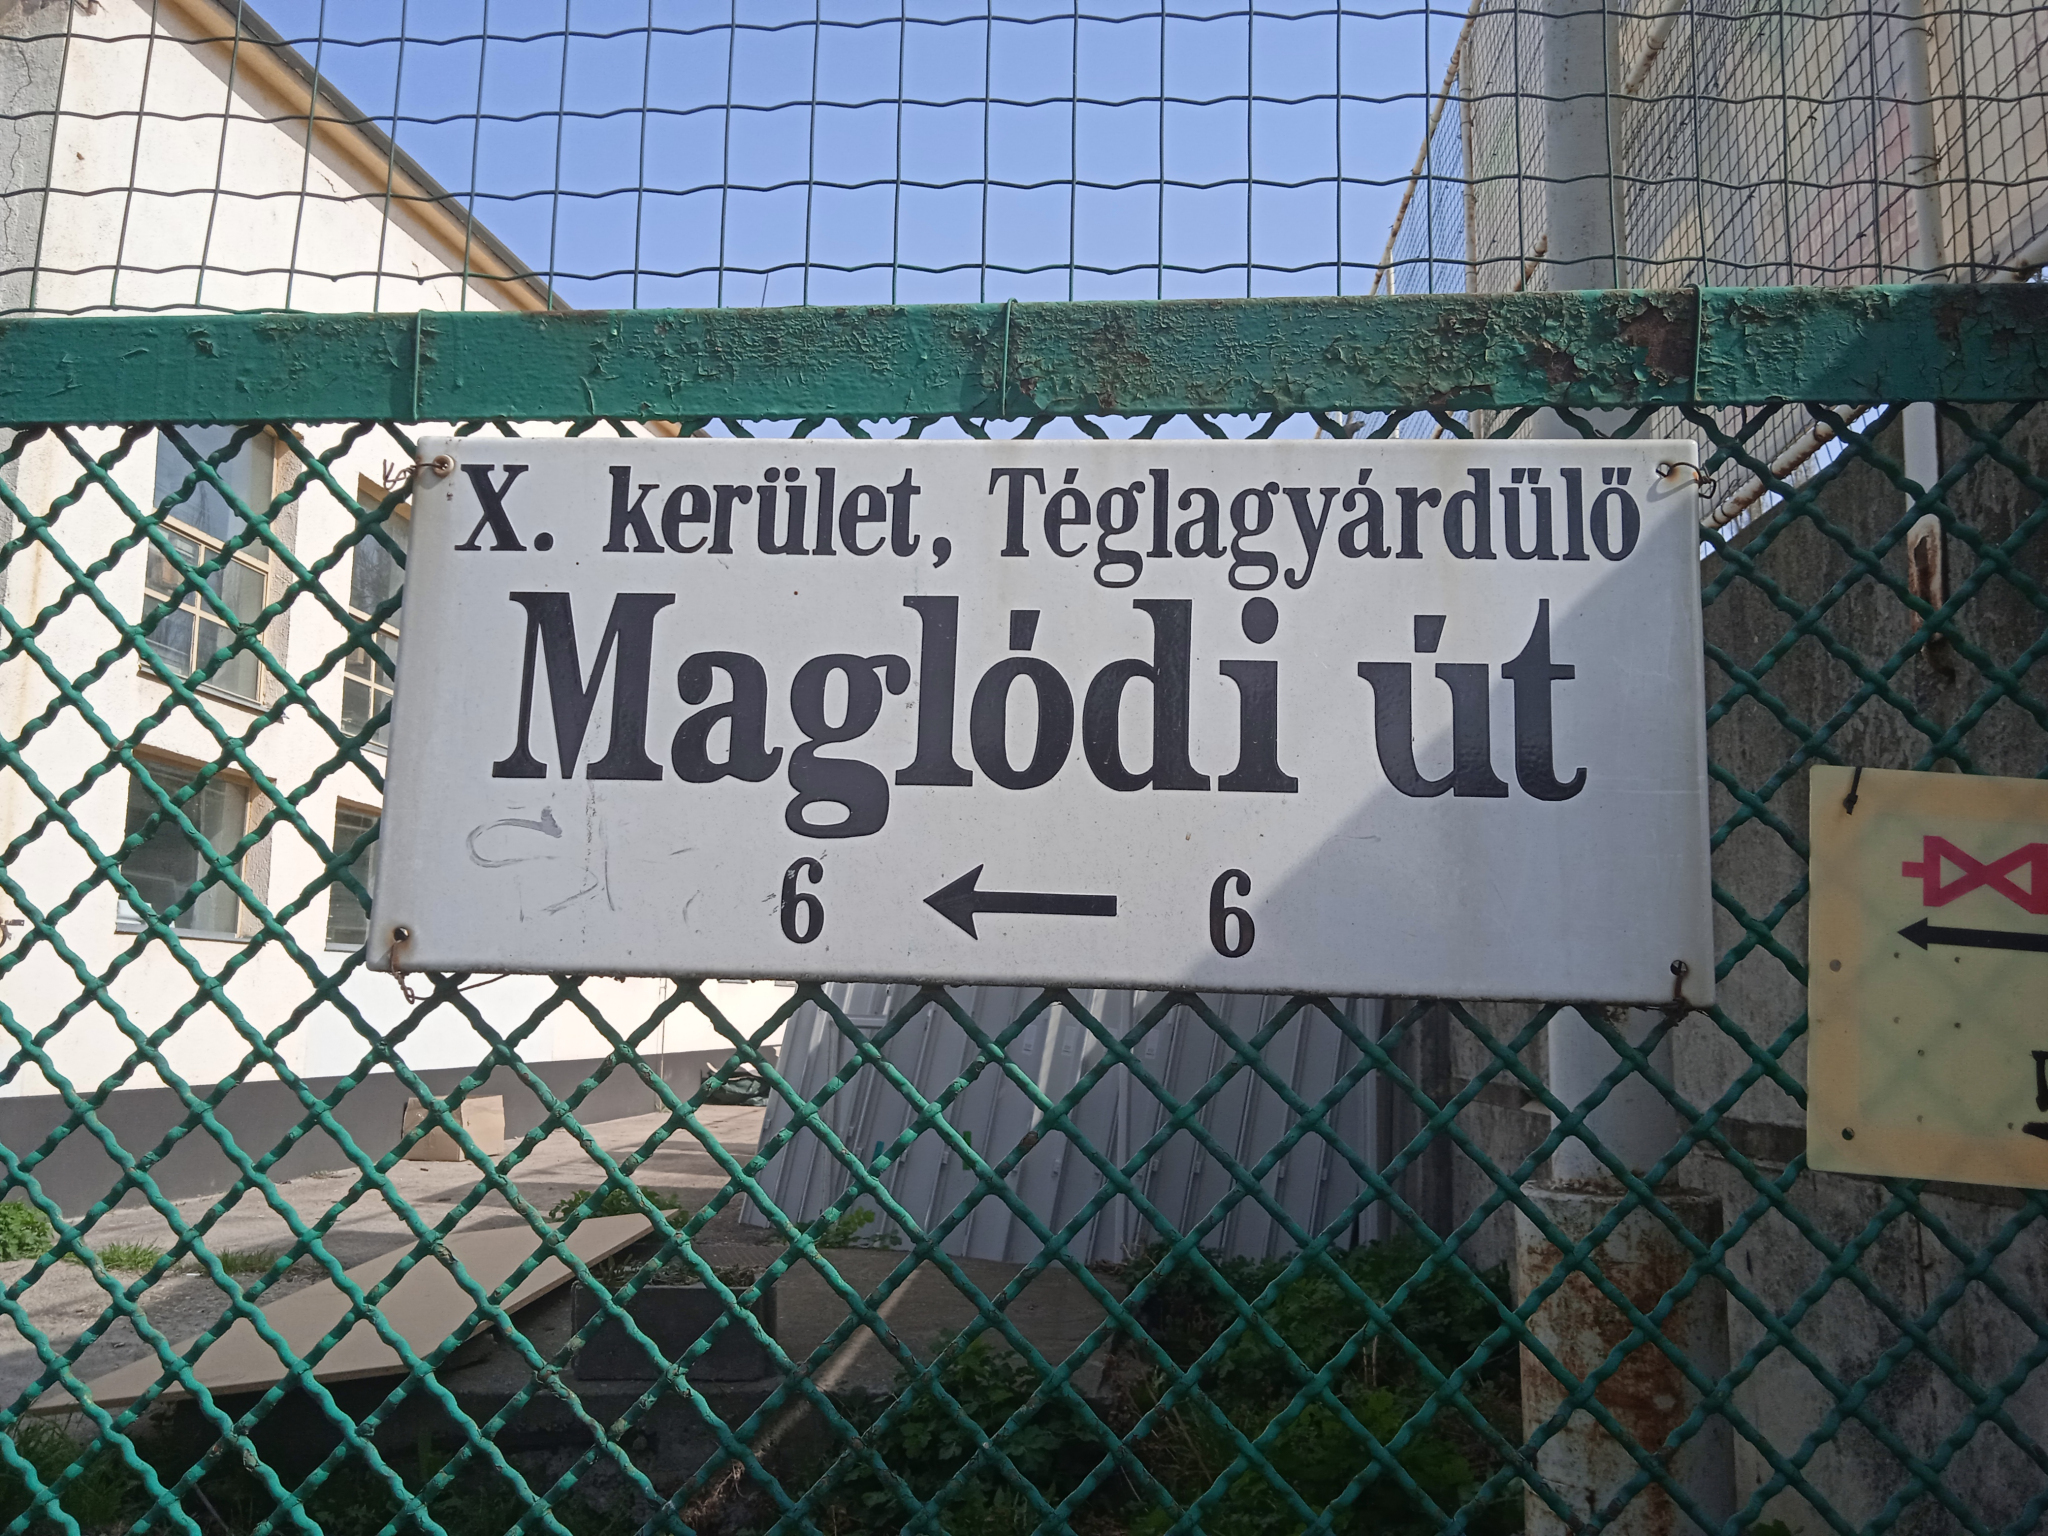 X. kerület, Téglagyárdűlő
Maglódi út
6 ← 6